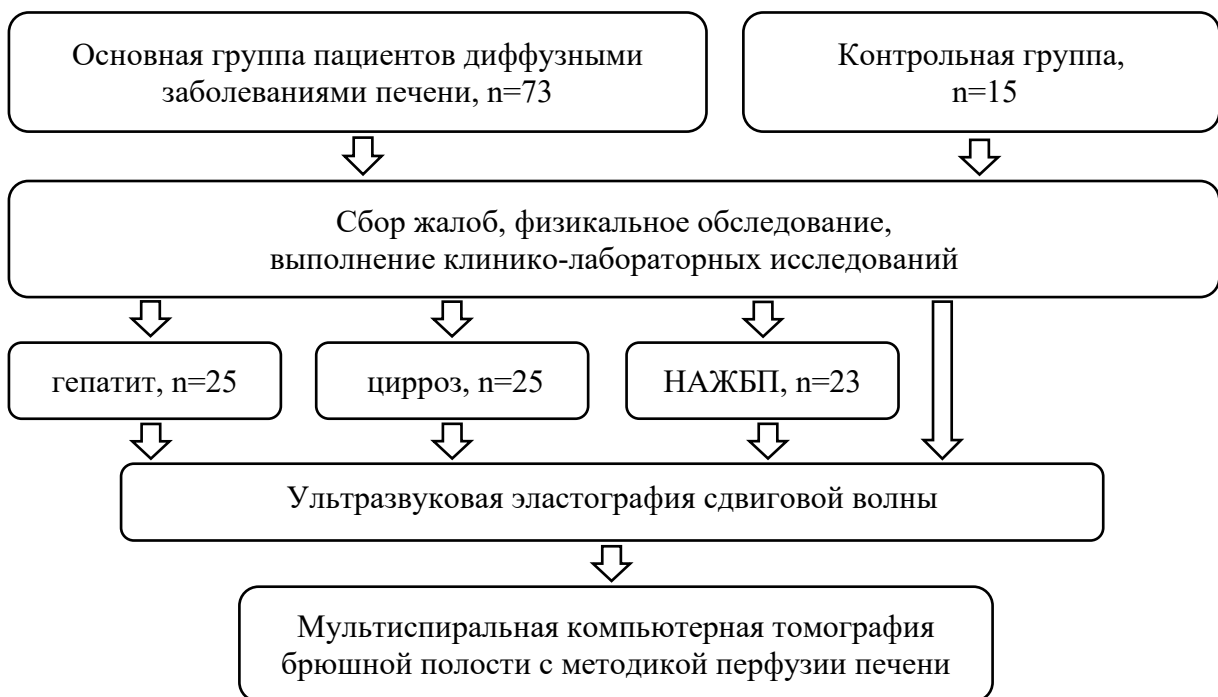 Основная группа пациентов диффузными
заболеваниями печени, n=73
Контрольная группа,
n=15
Сбор жалоб, физикальное обследование,
выполнение клинико-лабораторных исследований
гепатит, n=25
цирроз, n=25
НАЖБП, n=23
Ультразвуковая эластография сдвиговой волны
Мультиспиральная компьютерная томография
брюшной полости с методикой перфузии печени